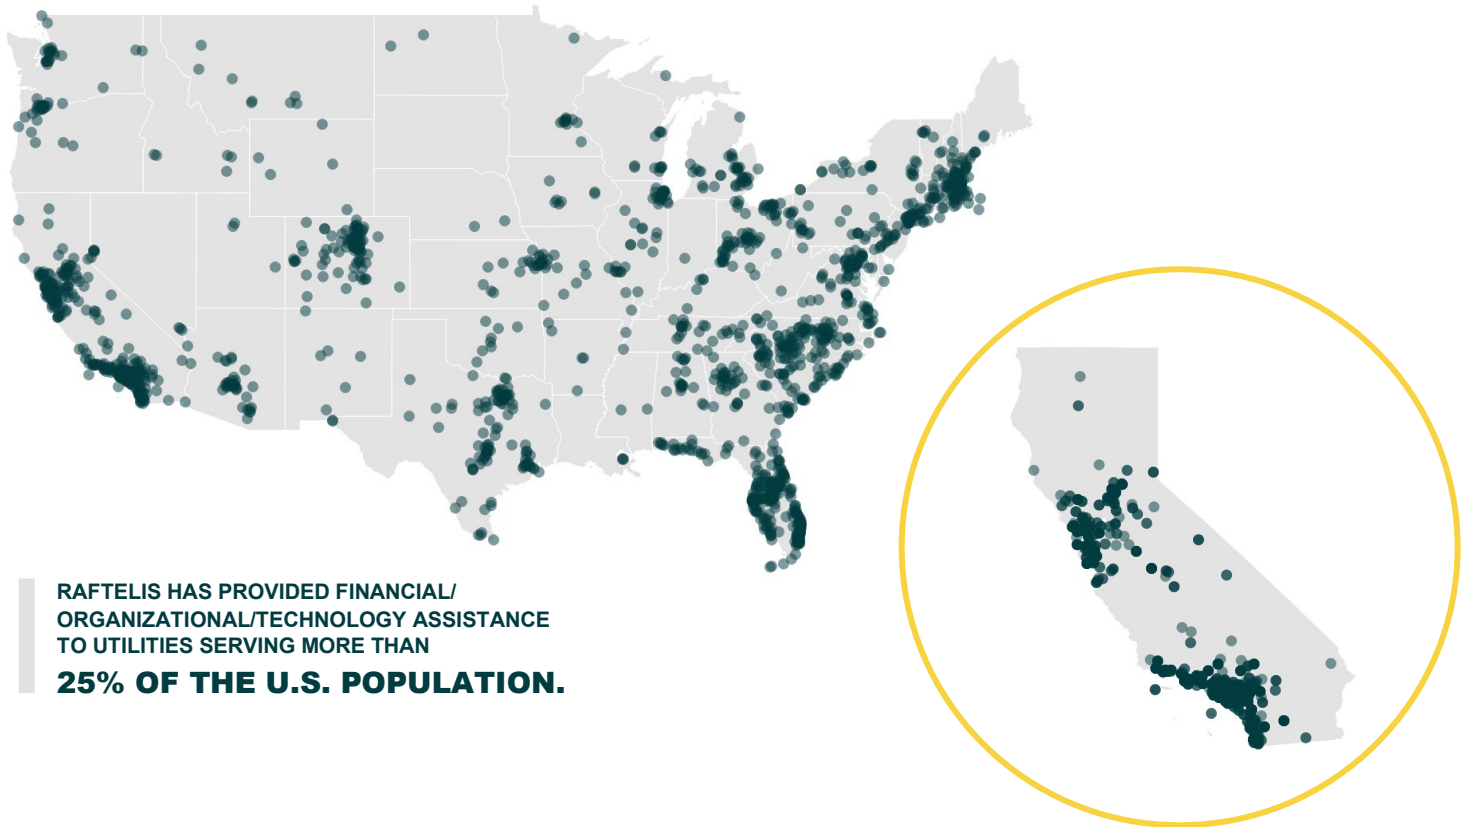 RAFTELIS HAS PROVIDED FINANCIAL/
ORGANIZATIONAL/TECHNOLOGY ASSISTANCE
TO UTILITIES SERVING MORE THAN
25% OF THE U.S. POPULATION.